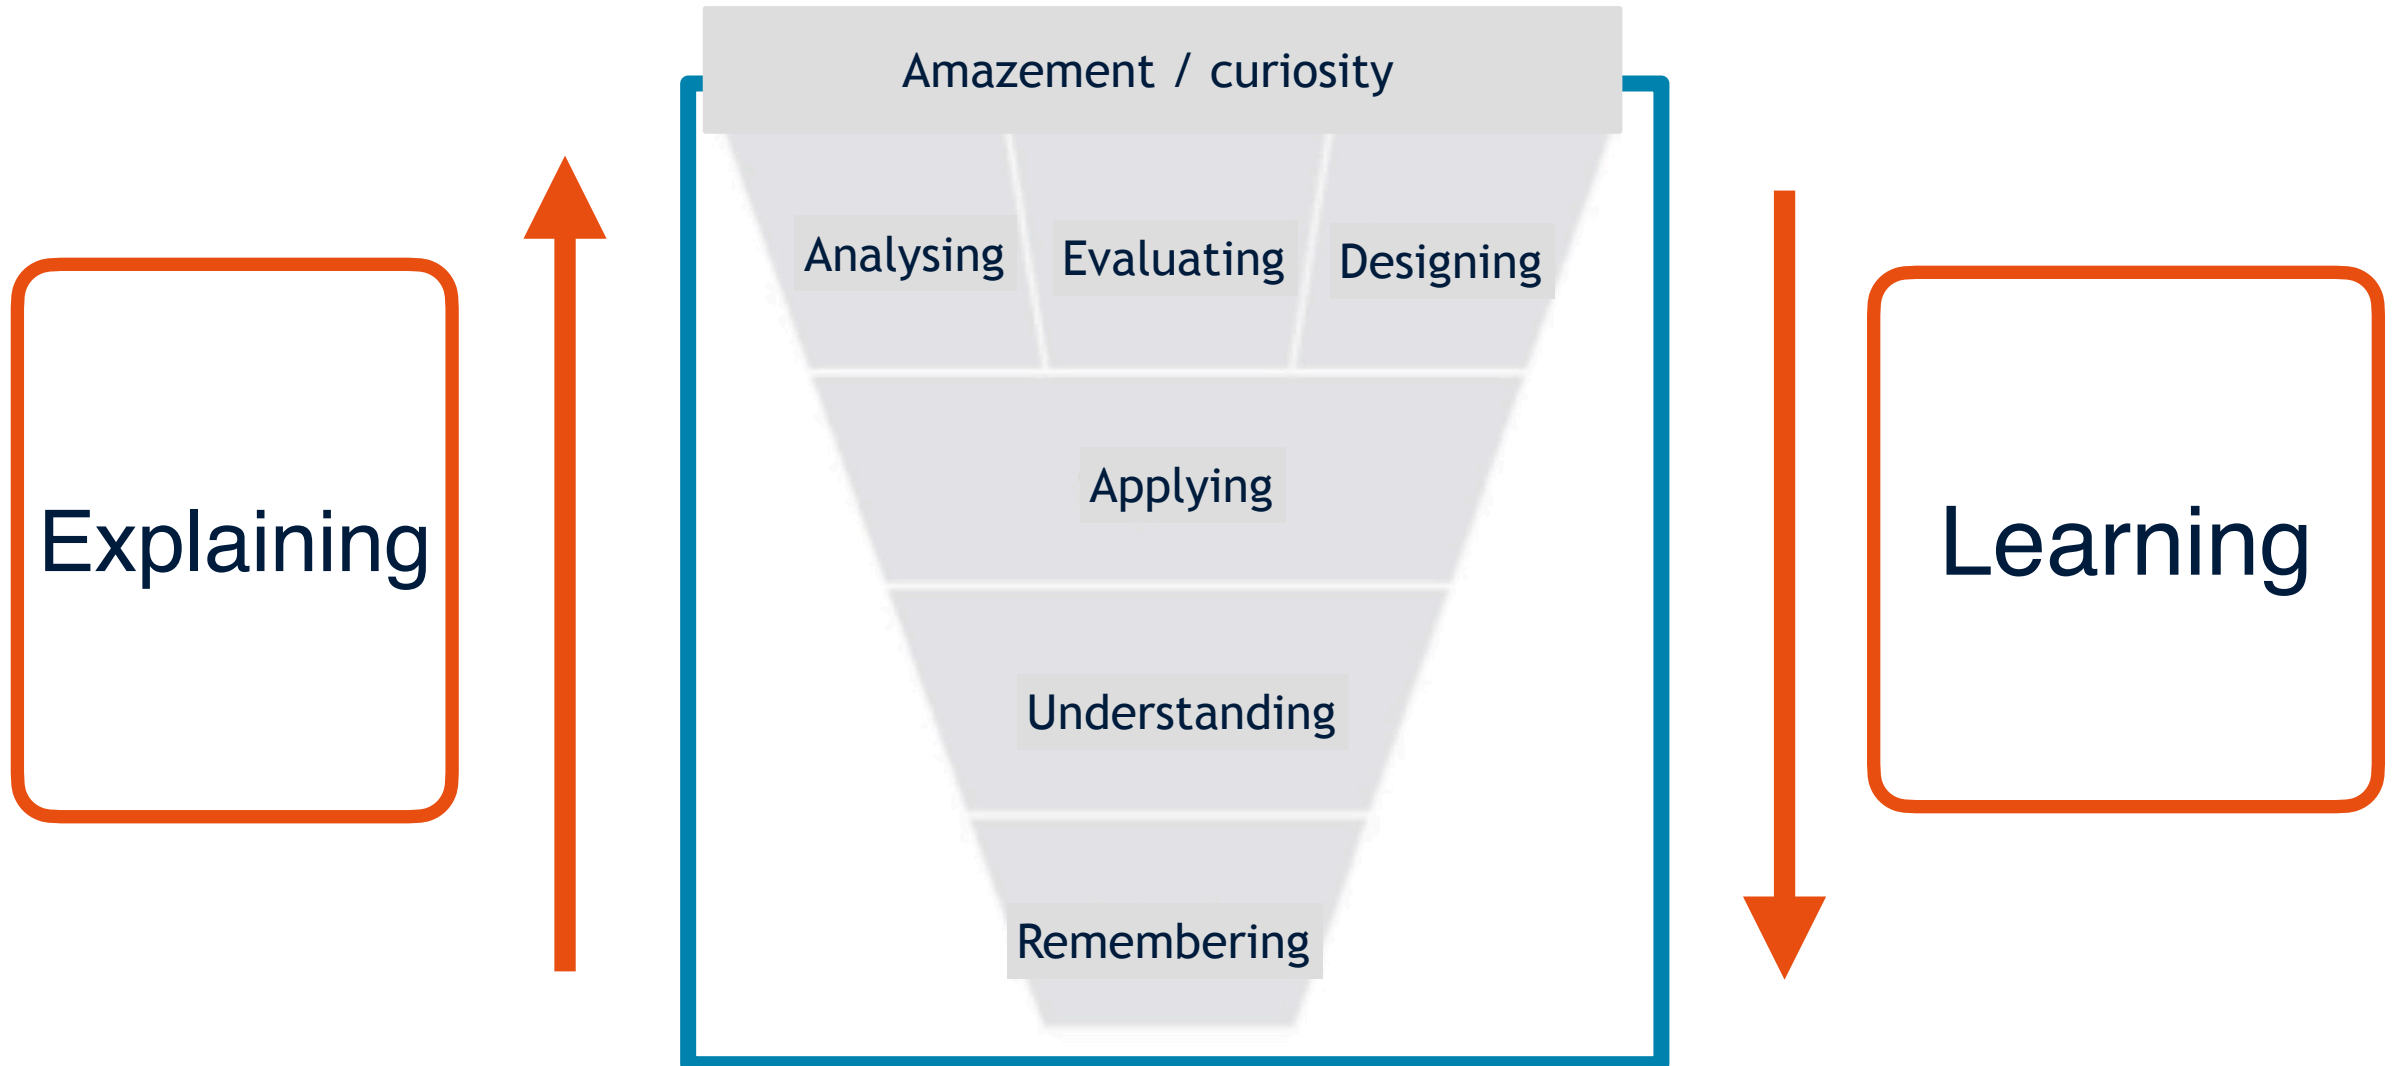 Amazement / curiosity
Analysing
Evaluating
Designing
Applying
Explaining
Learning
Understanding
Remembering